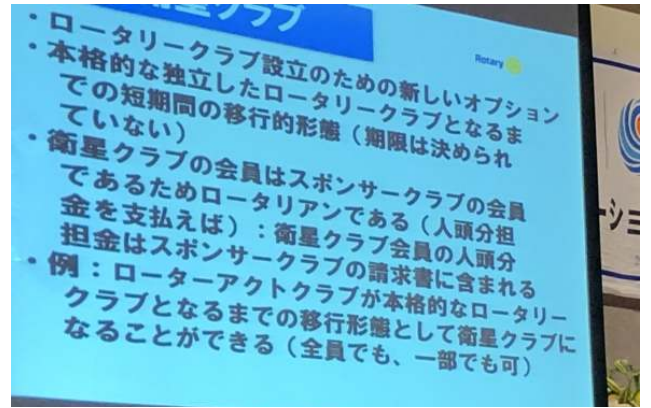 衛星クラブ
Rotary
・ロータリークラブ設立のための新しいオプション
・本格的な独立したロータリークラブとなるま
での短期間の移行的形態（期限は決められ
ていない）
・衛星クラブの会員はスポンサークラブの会員
であるためロータリアンである（人頭分担
金を支払えば）：衛星クラブ会員の人頭分
担金はスポンサークラブの請求書に含まれる
・例：ローターアクトクラブが本格的なロータリー
クラブとなるまでの移行形態として衛星クラブに
なることができる（全員でも、一部でも可）
ーショ